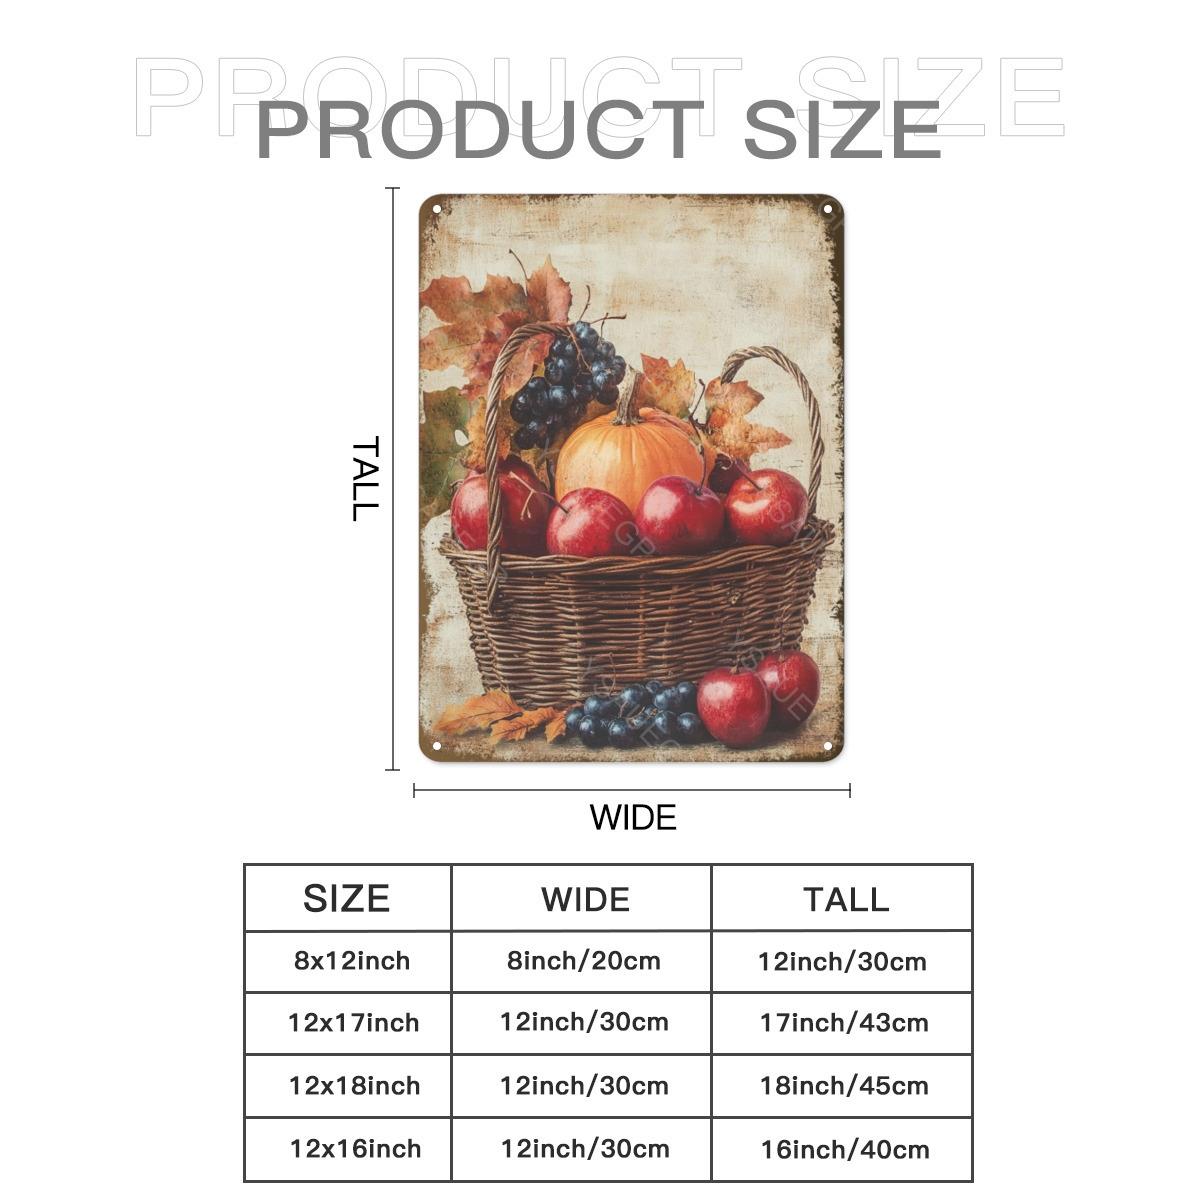 PRODUCT SIZE
PRODUCT SIZE
TALL
WIDE
SIZE WIDE TALL
8x12inch 8inch/20cm 12inch/30cm
12x17inch 12inch/30cm 17inch/43cm
12x18inch 12inch/30cm 18inch/45cm
12x16inch 12inch/30cm 16inch/40cm